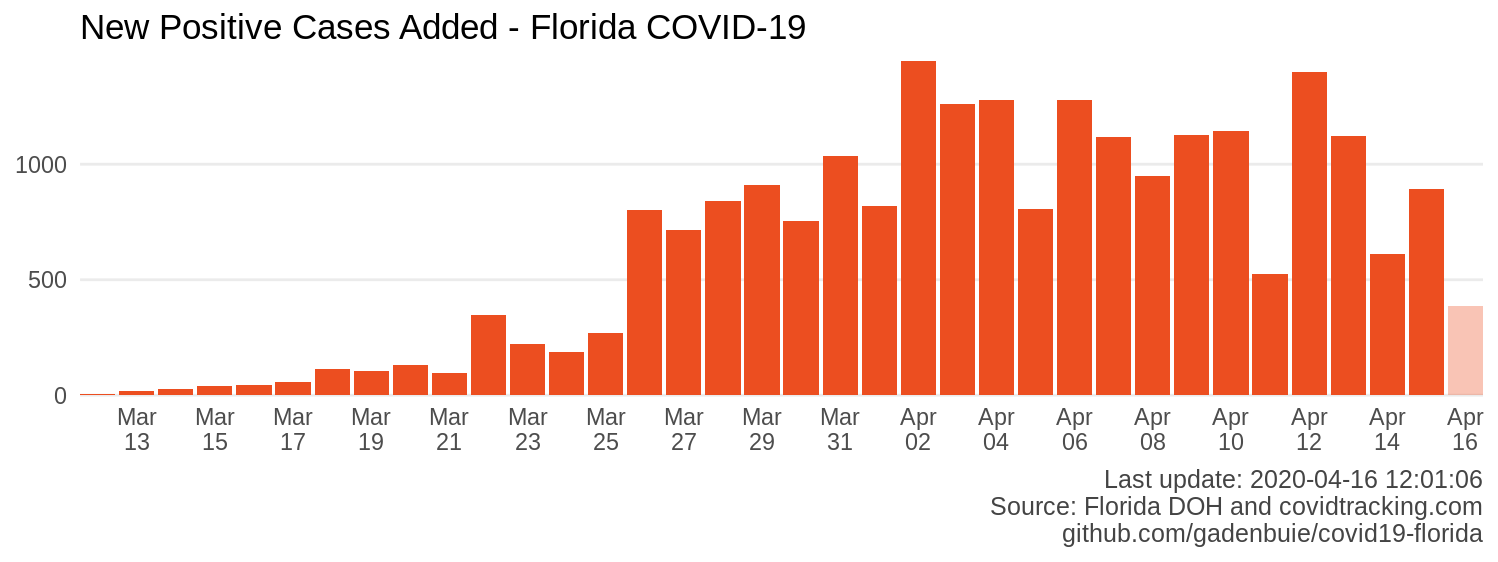 New Positive Cases Added - Florida COVID-19
1000
500
0
Mar Mar Mar Mar Mar Mar Mar Mar Mar Mar Apr Apr Apr Apr Apr Apr Apr Apr
13 15 17 19 21 23 25 27 29 31 02 04 06 08 10 12 14 16
Last update: 2020-04-16 12:01:06
Source: Florida DOH and covidtracking.com
github.com/gadenbuie/covid19-florida